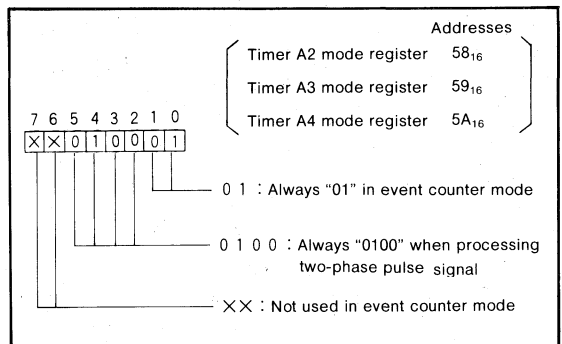 Addresses
Timer A2 mode register 58₁₆
Timer A3 mode register 59₁₆
Timer A4 mode register 5A₁₆
7 6 5 4 3 2 1 0
X X 0 1 0 0 0 1
0 1 : Always “01” in event counter mode
0 1 0 0 : Always “0100” when processing
two-phase pulse signal
XX : Not used in event counter mode